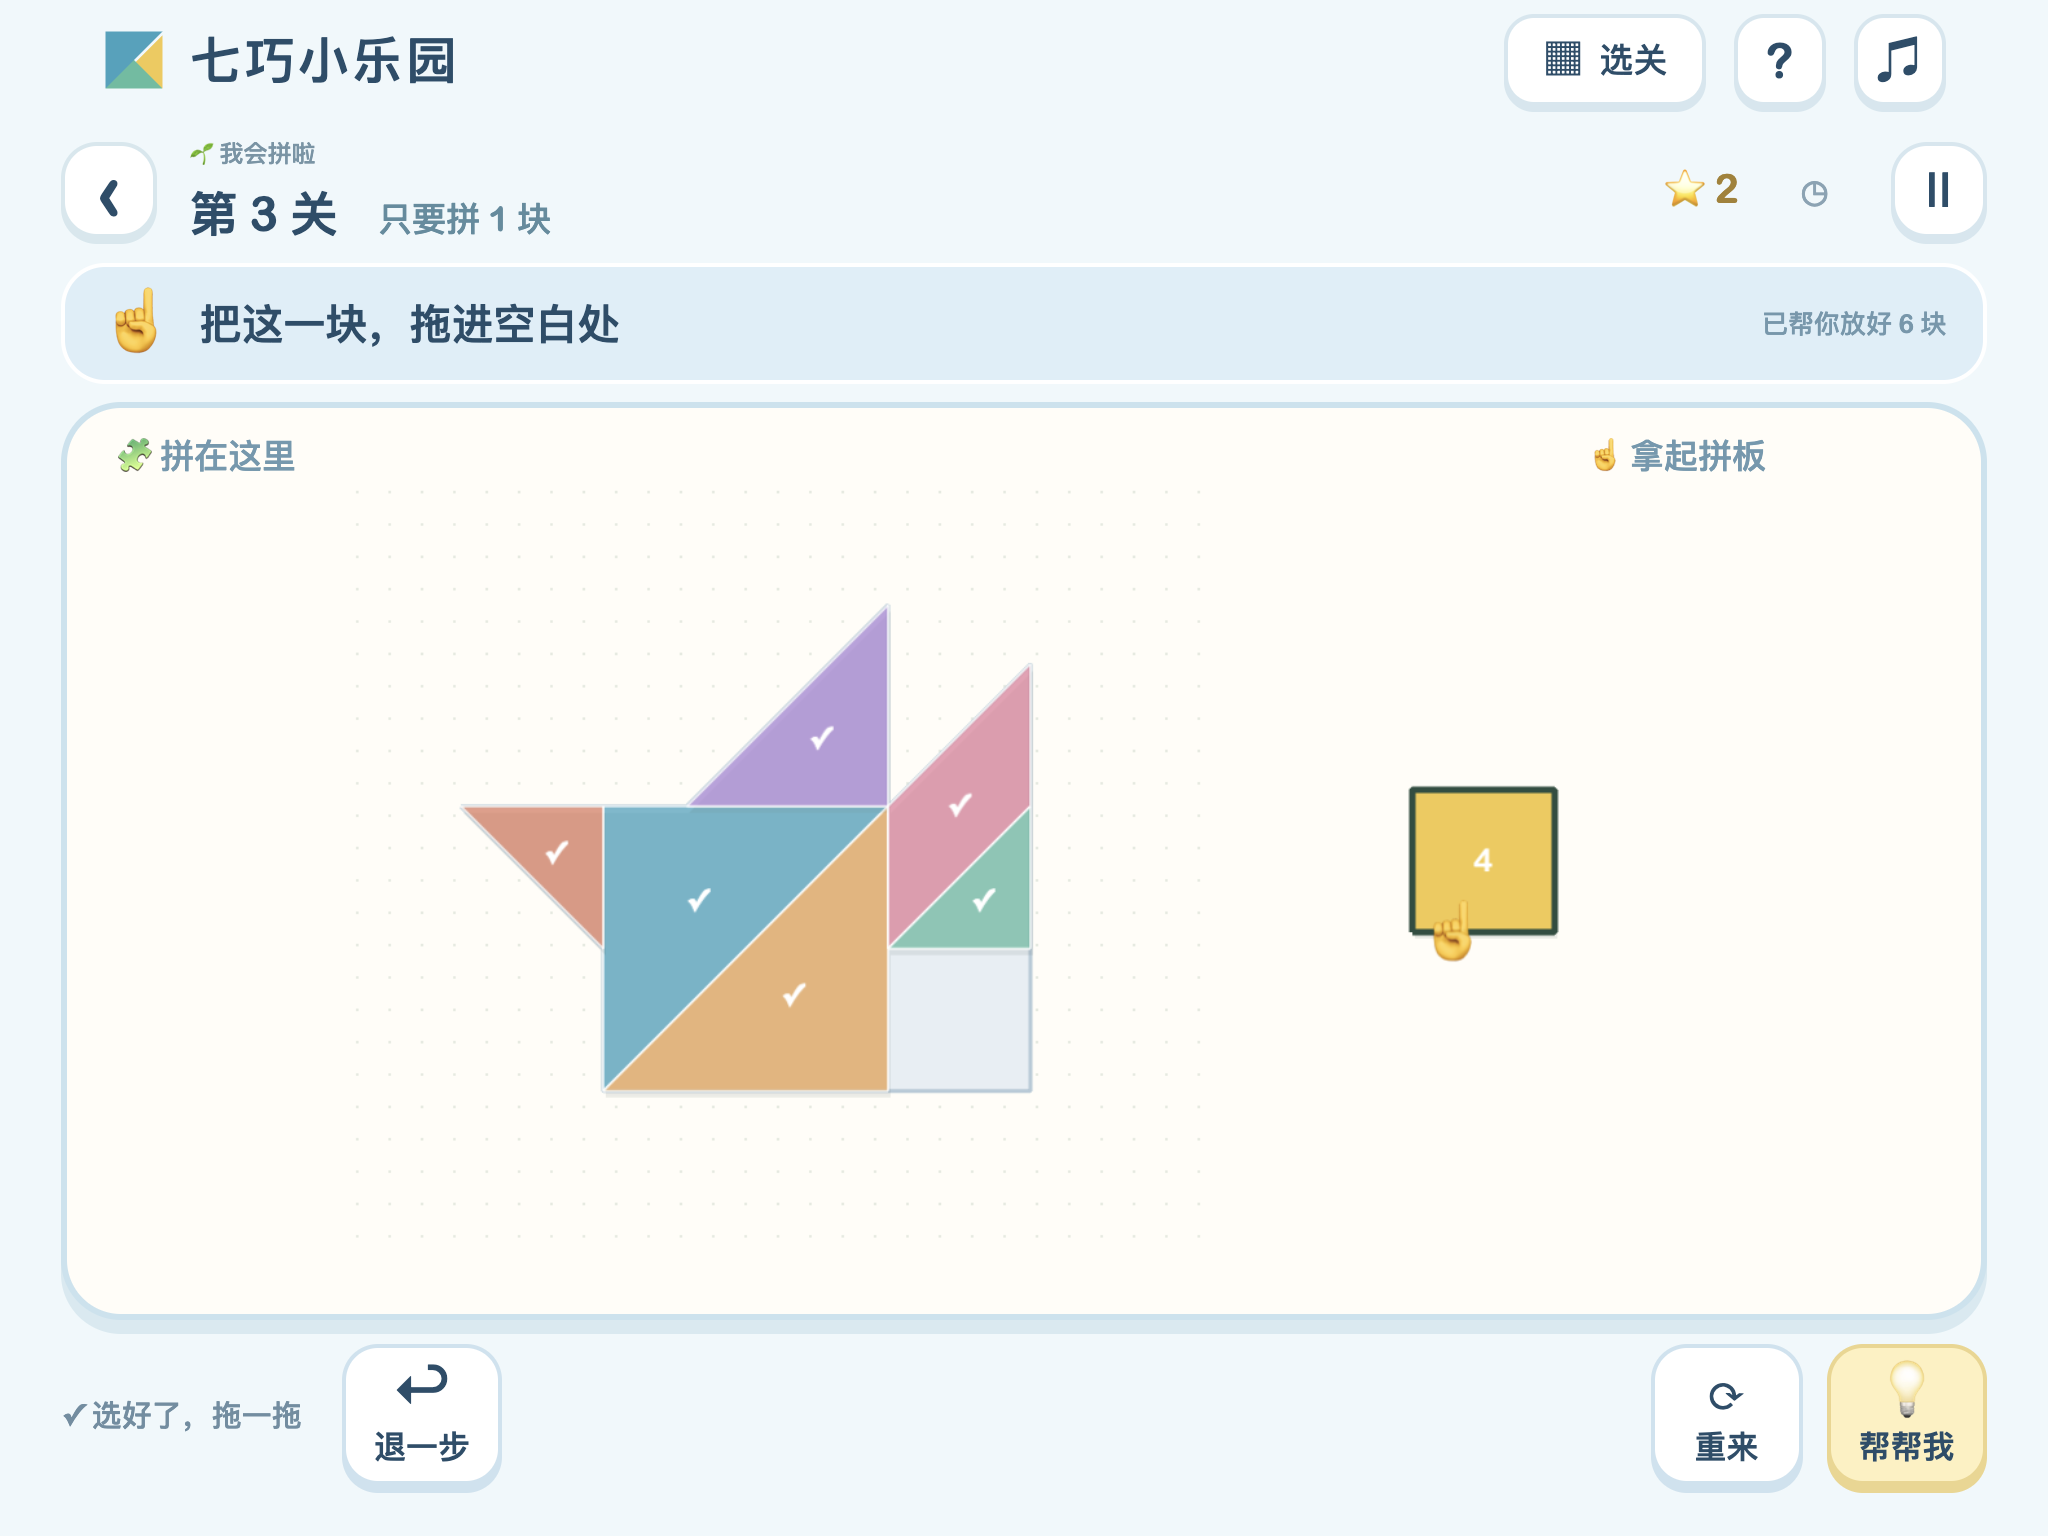 七巧小乐园
选关
?
我会拼啦
第 3 关
只要拼 1 块
2
把这一块，拖进空白处
已帮你放好 6 块
拼在这里
拿起拼板
4
✓选好了，拖一拖
退一步
重来
帮帮我